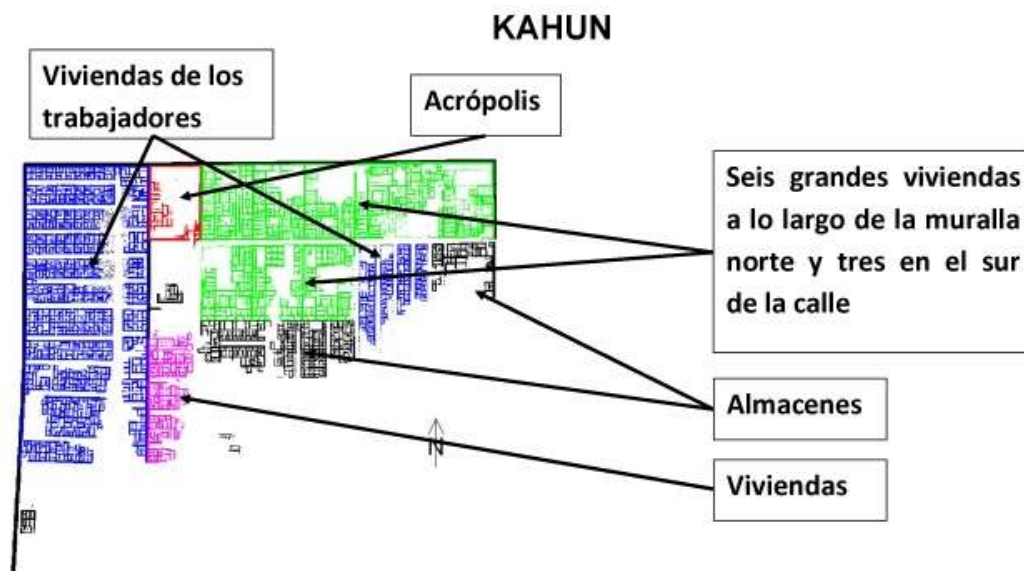 KAHUN
Viviendas de los
trabajadores
Acrópolis
Seis grandes viviendas
a lo largo de la muralla
norte y tres en el sur
de la calle
Almacenes
Viviendas
N